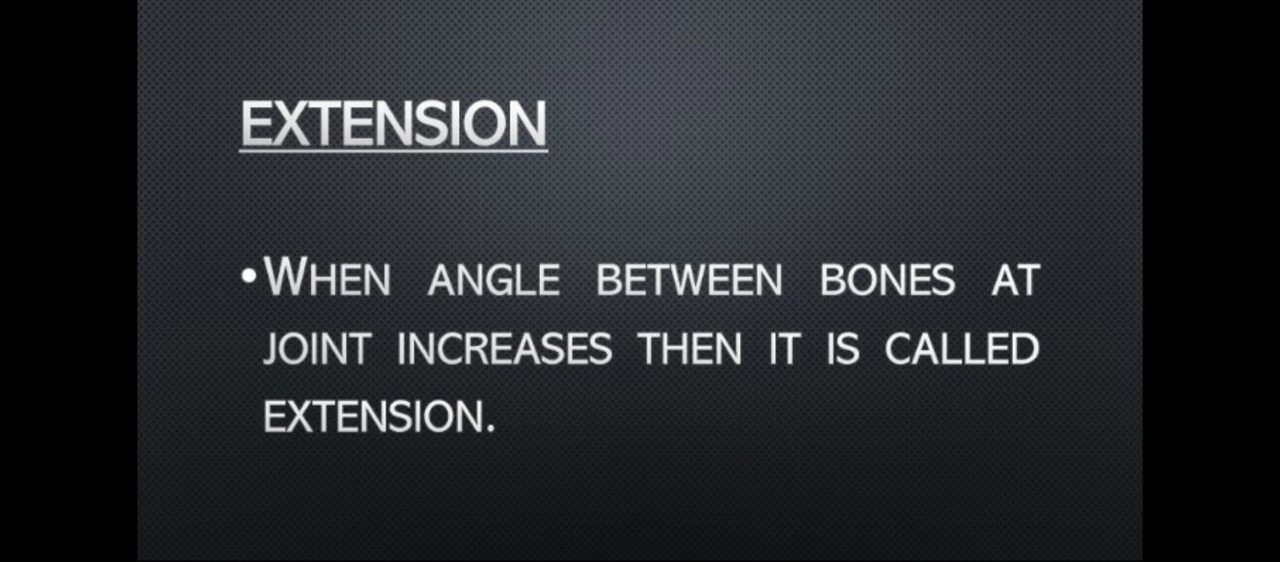 EXTENSION
•WHEN ANGLE BETWEEN BONES AT
JOINT INCREASES THEN IT IS CALLED
EXTENSION.